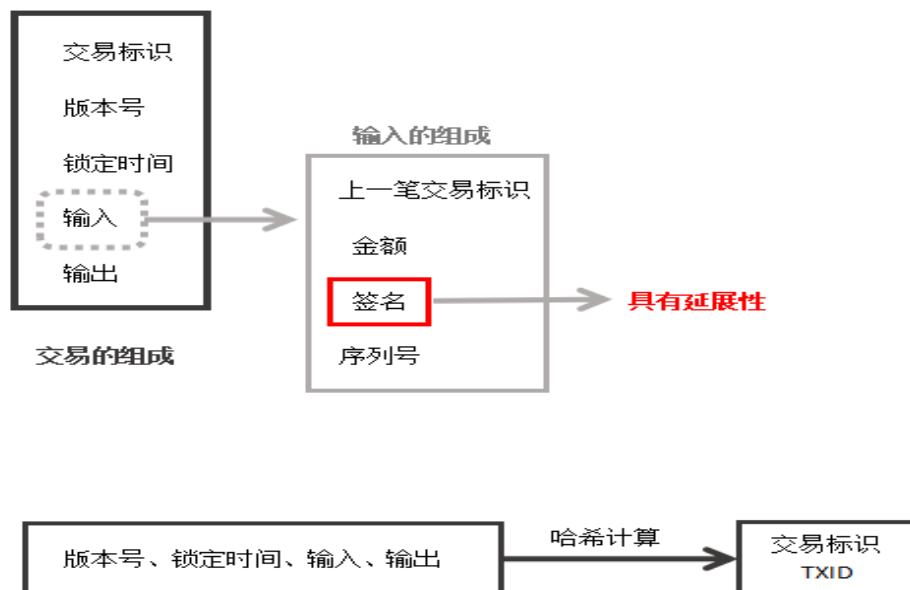 交易标识
版本号
锁定时间
输入
输出
交易的组成
输入的组成
上一笔交易标识
金额
签名
序列号
具有延展性
版本号、锁定时间、输入、输出
哈希计算
交易标识
TXID